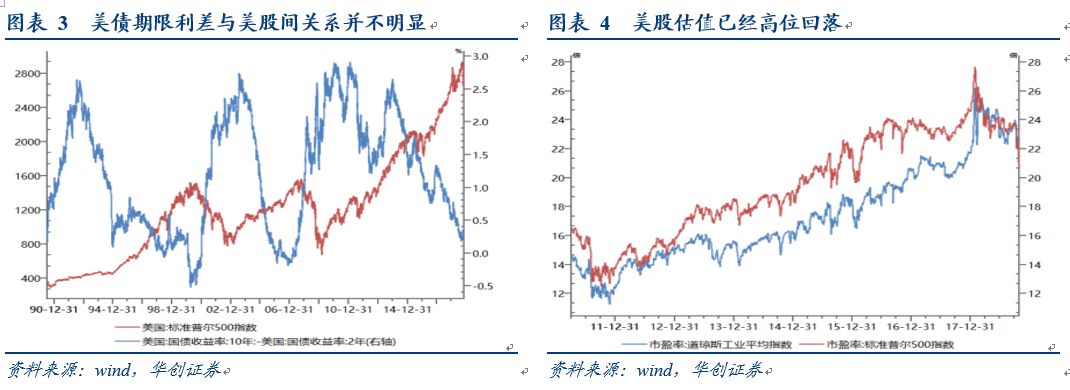 图表 3 美债期限利差与美股间关系并不明显
%
3.0
2800
2.5
2400
2.0
2000
1.5
1600
1.0
1200
0.5
800
0.0
400
-0.5
90-12-31 94-12-31 98-12-31 02-12-31 06-12-31 10-12-31 14-12-31
美国:标准普尔500指数
美国:国债收益率:10年:-美国:国债收益率:2年(右轴)
资料来源：wind，华创证券
图表 4 美股估值已经高位回落
倍 倍
28 28
26 26
24 24
22 22
20 20
18 18
16 16
14 14
12 12
11-12-31 12-12-31 13-12-31 14-12-31 15-12-31 16-12-31 17-12-31
市盈率:道琼斯工业平均指数 市盈率:标准普尔500指数
资料来源：wind，华创证券